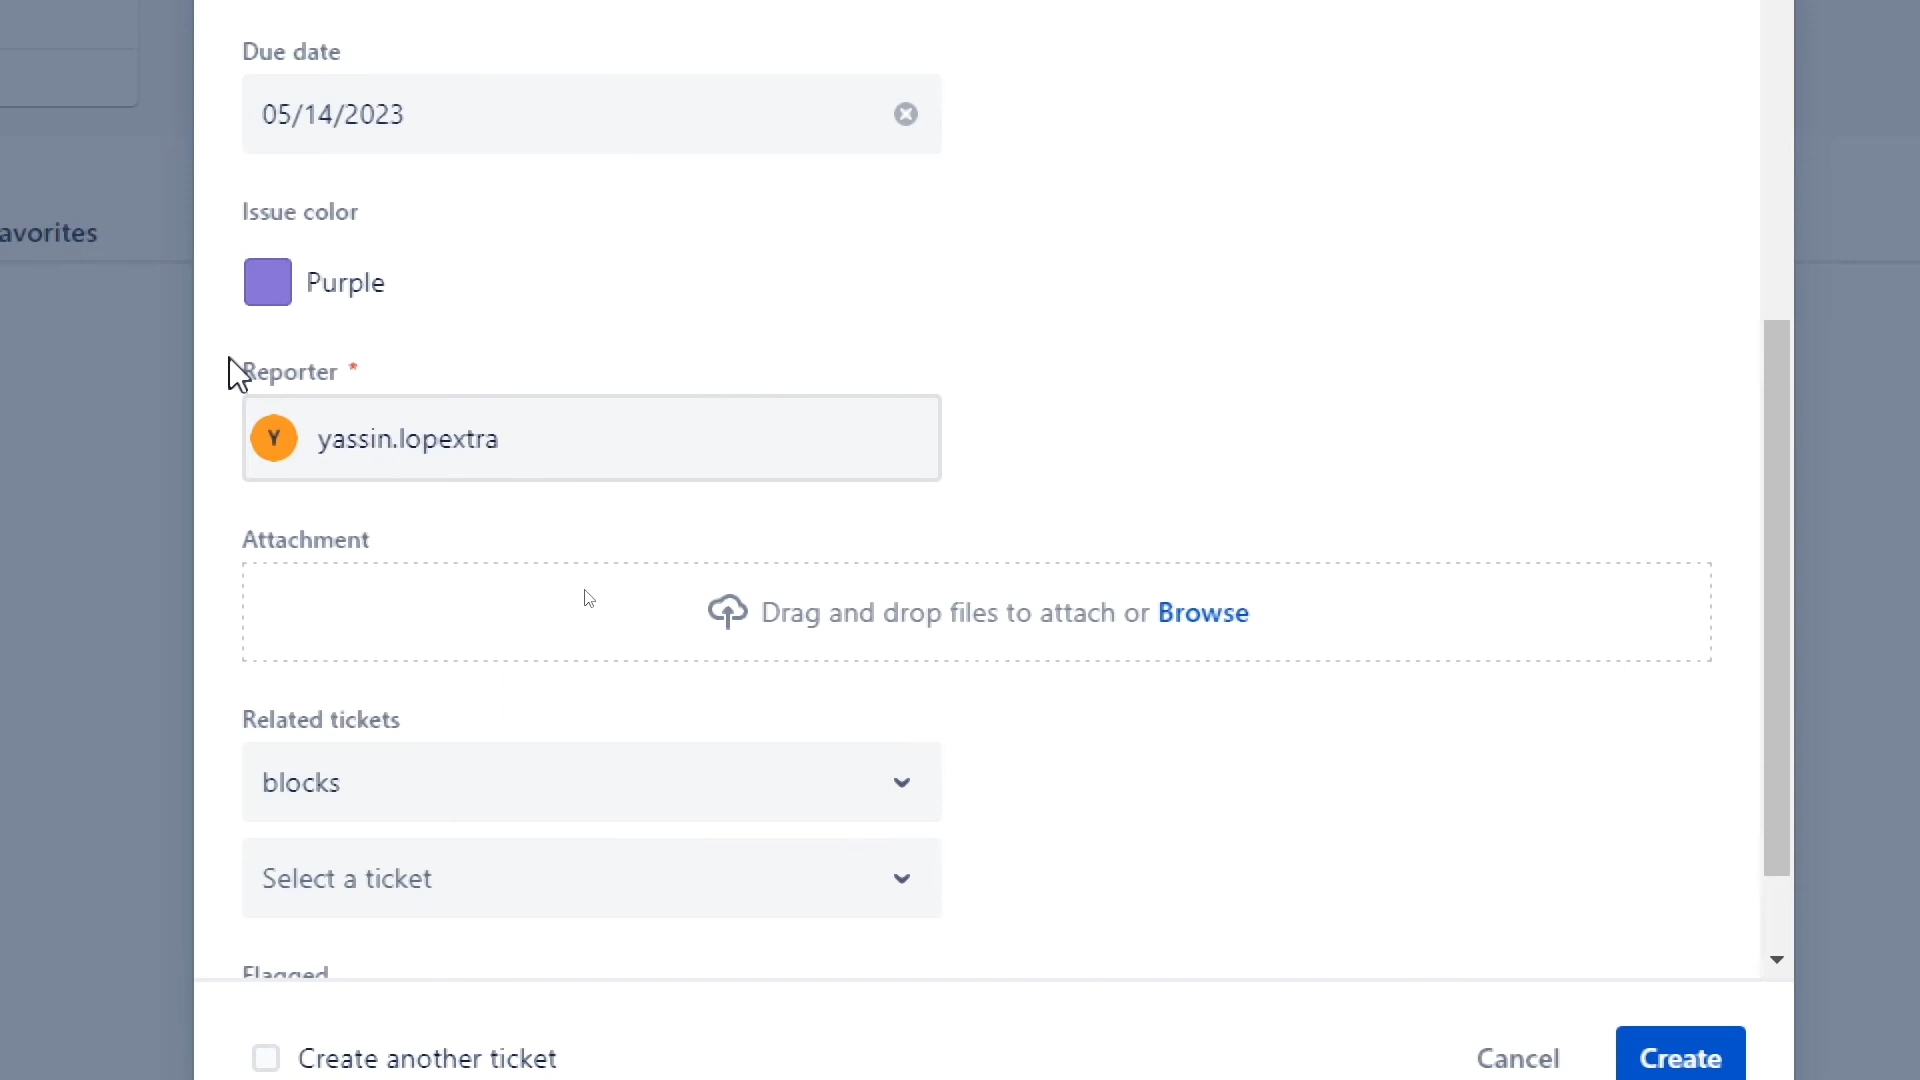 Due date
05/14/2023
avorites
Issue color
Purple
Reporter *
Y yassin.lopextra
Attachment
Drag and drop files to attach or Browse
Related tickets
blocks
Select a ticket
Flagged
Create another ticket
Cancel
Create